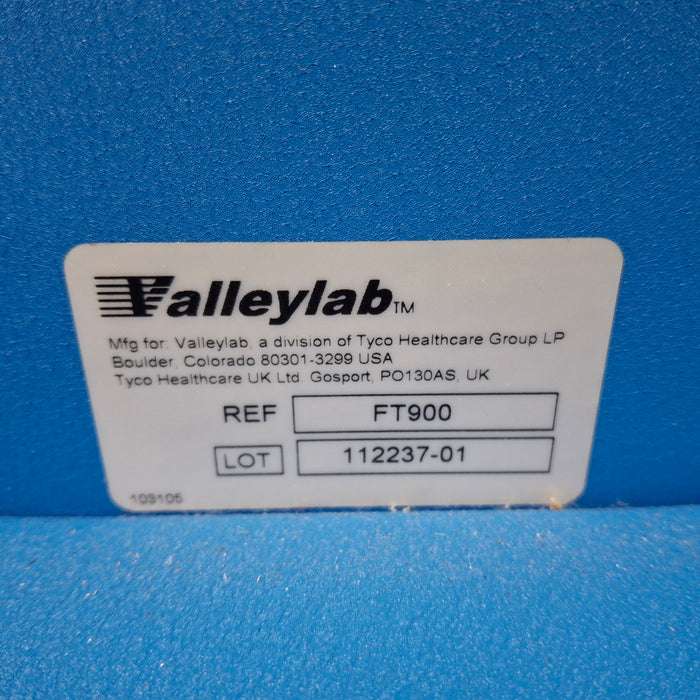 Valleylab™
Mfg for: Valleylab, a division of Tyco Healthcare Group LP
Boulder, Colorado 80301-3299 USA
Tyco Healthcare UK Ltd. Gosport, PO130AS, UK
REF FT900
LOT 112237-01
103105